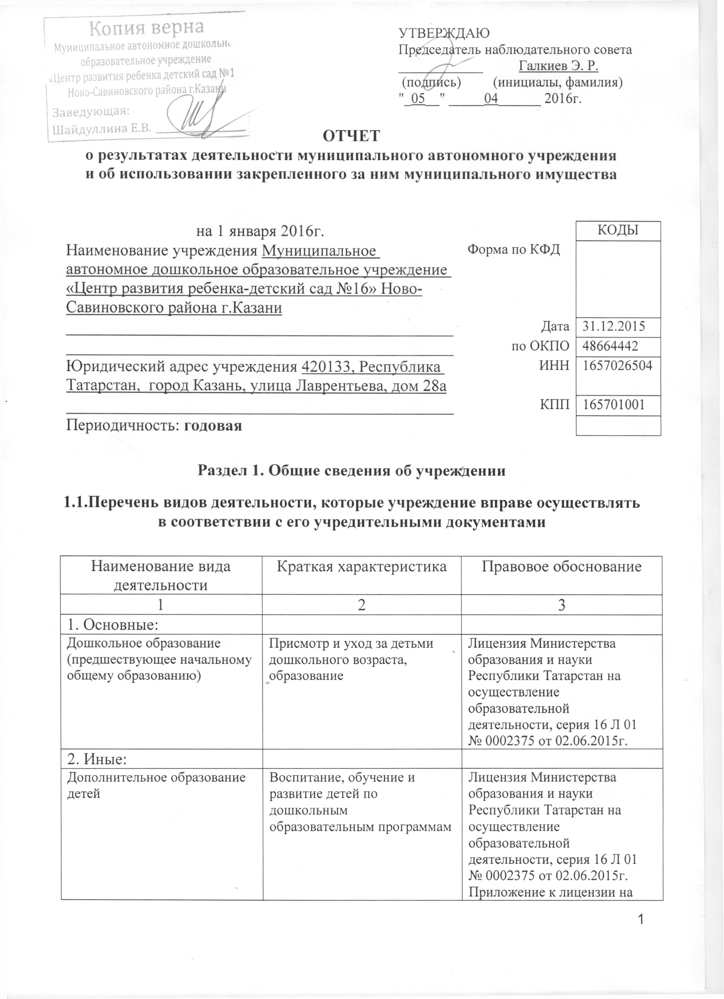 Копия верна
Муниципальное автономное дошкольн
образовательное учреждение
«Центр развития ребенка детский сад №1
Ново-Савиновского района г.Казани
Заведующая:
Шайдуллина Е.В.
подпись
УТВЕРЖДАЮ
Председатель наблюдательного совета
Галкиев Э. Р.
(подпись) (инициалы, фамилия)
" 05 " 04 2016г.
ОТЧЕТ
о результатах деятельности муниципального автономного учреждения
и об использовании закрепленного за ним муниципального имущества
на 1 января 2016г.
КОДЫ
Наименование учреждения Муниципальное
автономное дошкольное образовательное учреждение
«Центр развития ребенка-детский сад №16» Ново-
Савиновского района г.Казани
Форма по КФД
Дата 31.12.2015
по ОКПО 48664442
Юридический адрес учреждения 420133, Республика
Татарстан, город Казань, улица Лаврентьева, дом 28а
ИНН 1657026504
КПП 165701001
Периодичность: годовая
Раздел 1. Общие сведения об учреждении
1.1.Перечень видов деятельности, которые учреждение вправе осуществлять
в соответствии с его учредительными документами
Наименование вида
деятельности
Краткая характеристика
Правовое обоснование
1
2
3
1. Основные:
Дошкольное образование
(предшествующее начальному
общему образованию)
Присмотр и уход за детьми
дошкольного возраста,
образование
Лицензия Министерства
образования и науки
Республики Татарстан на
осуществление
образовательной
деятельности, серия 16 Л 01
№ 0002375 от 02.06.2015г.
2. Иные:
Дополнительное образование
детей
Воспитание, обучение и
развитие детей по
дошкольным
образовательным программам
Лицензия Министерства
образования и науки
Республики Татарстан на
осуществление
образовательной
деятельности, серия 16 Л 01
№ 0002375 от 02.06.2015г.
Приложение к лицензии на
1